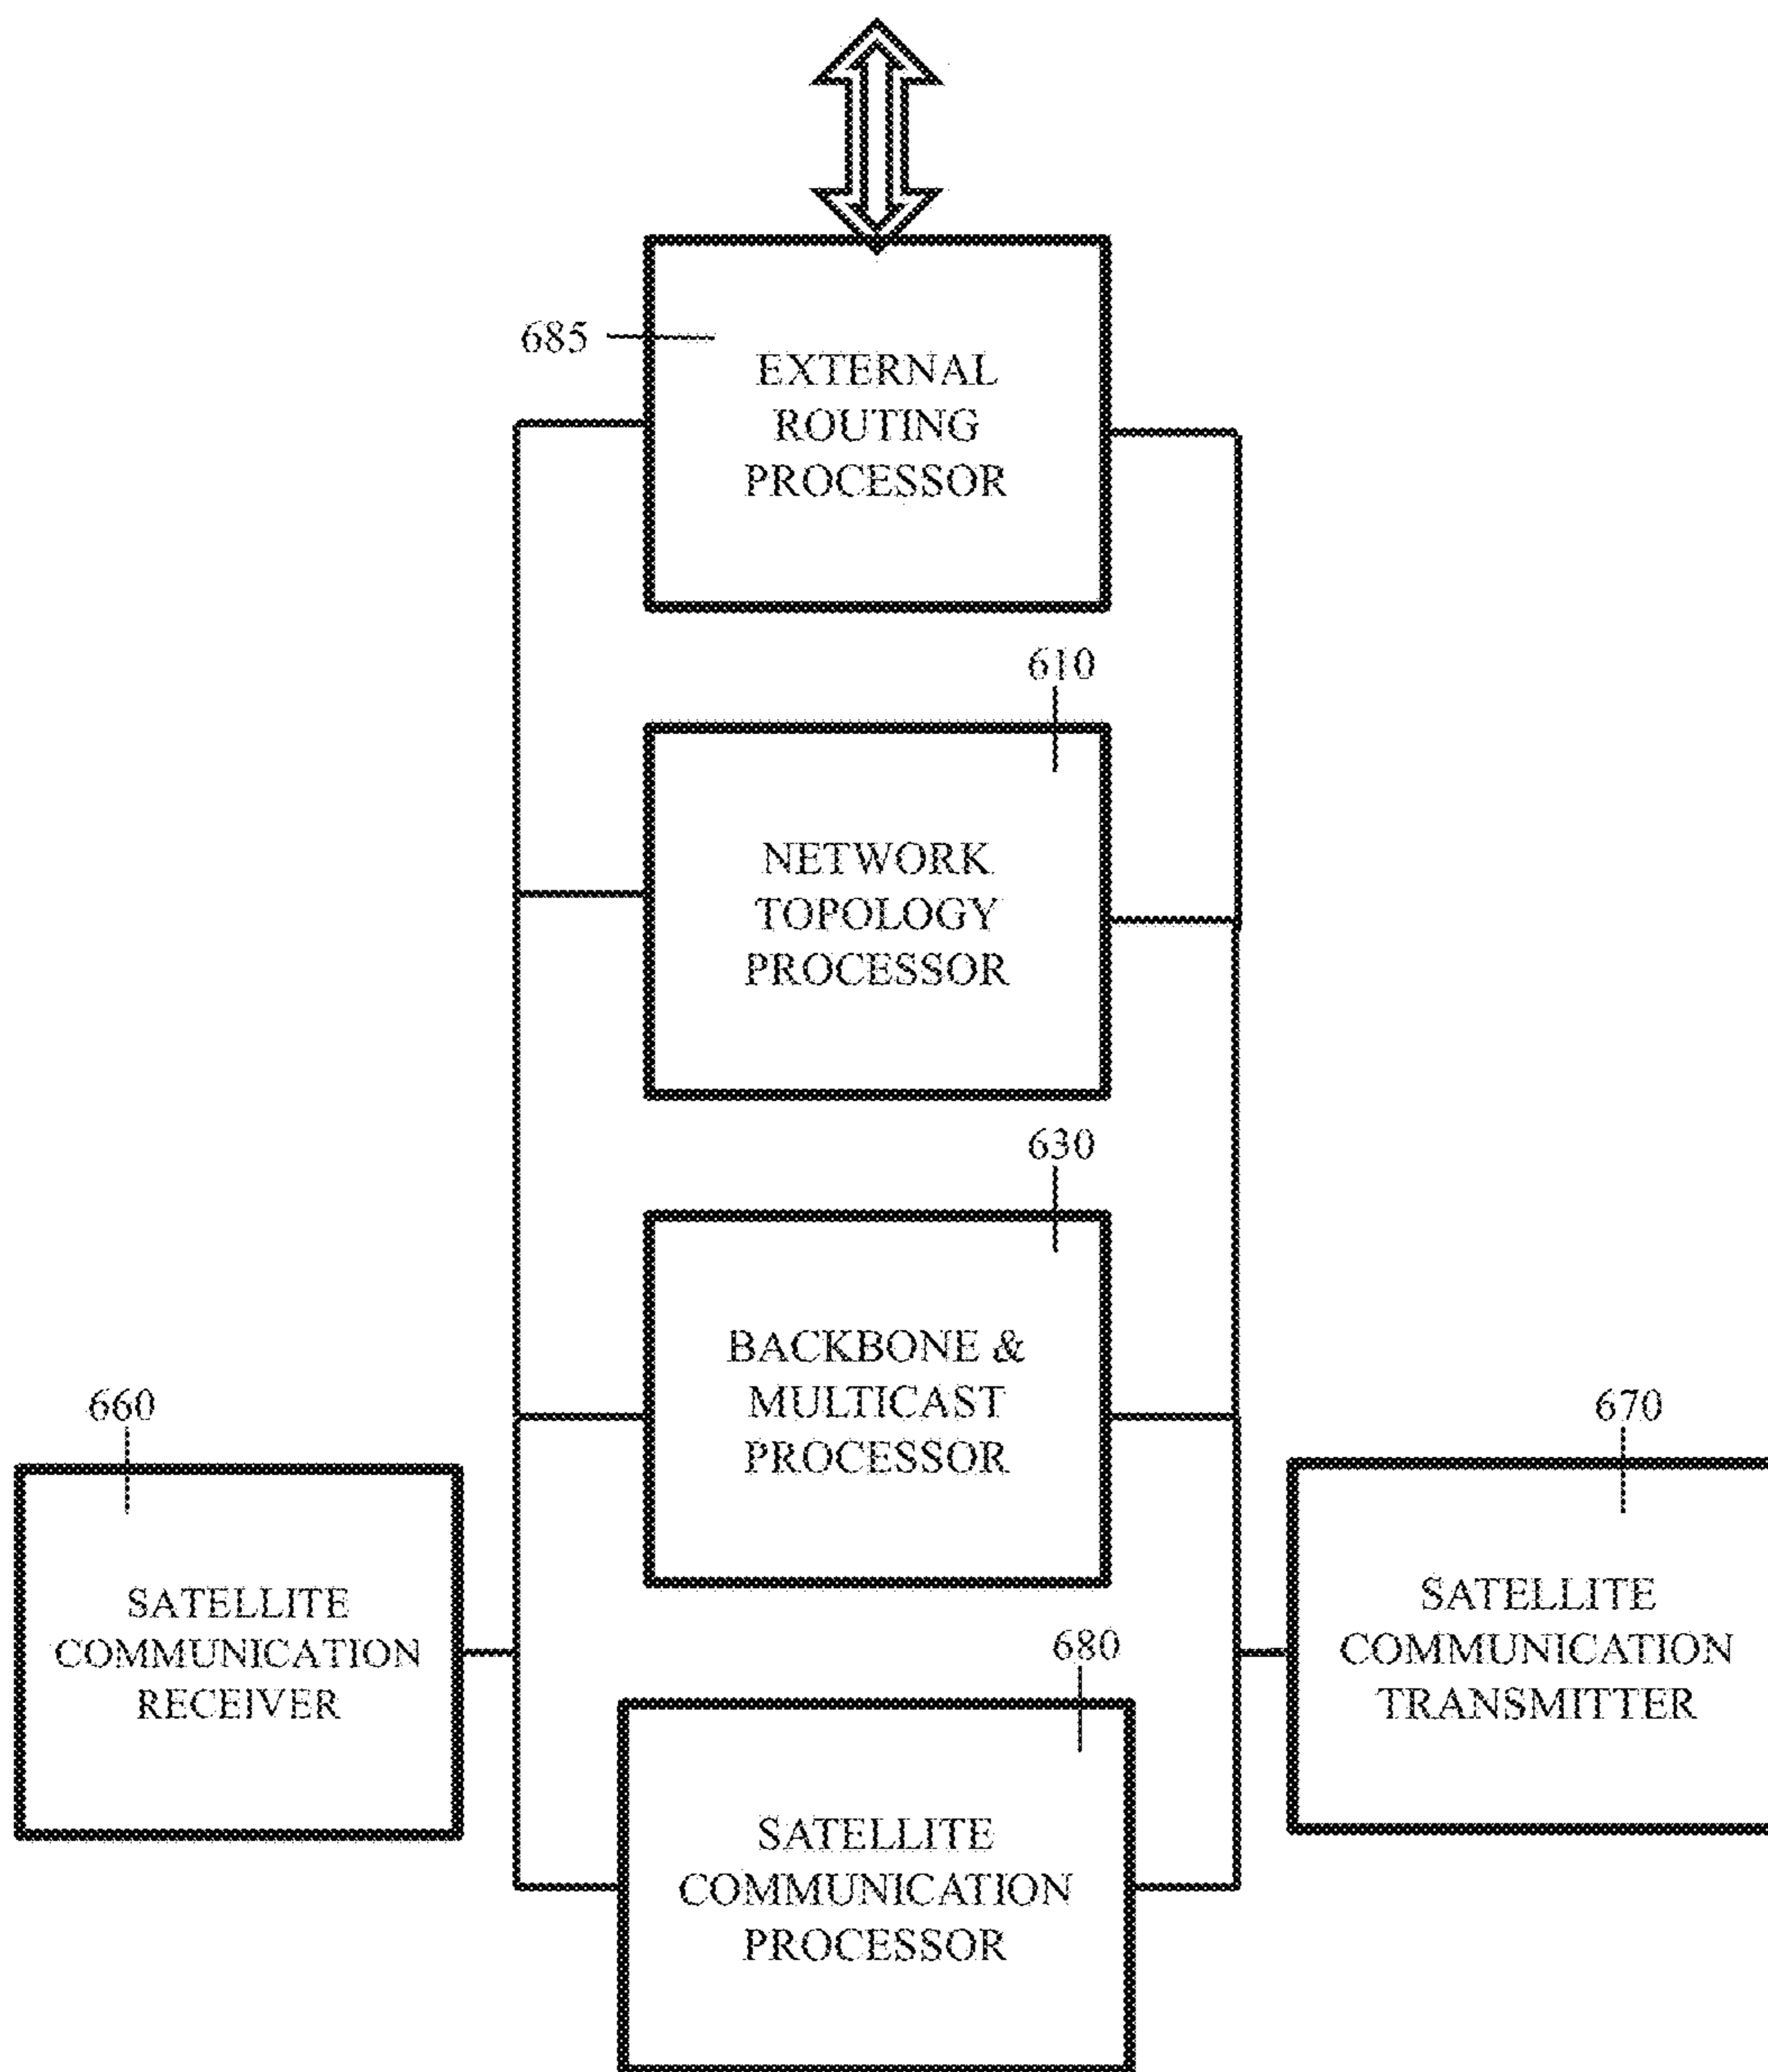 685
EXTERNAL
ROUTING
PROCESSOR
610
NETWORK
TOPOLOGY
PROCESSOR
630
BACKBONE &
MULTICAST
PROCESSOR
660
SATELLITE
COMMUNICATION
RECEIVER
670
SATELLITE
COMMUNICATION
TRANSMITTER
680
SATELLITE
COMMUNICATION
PROCESSOR